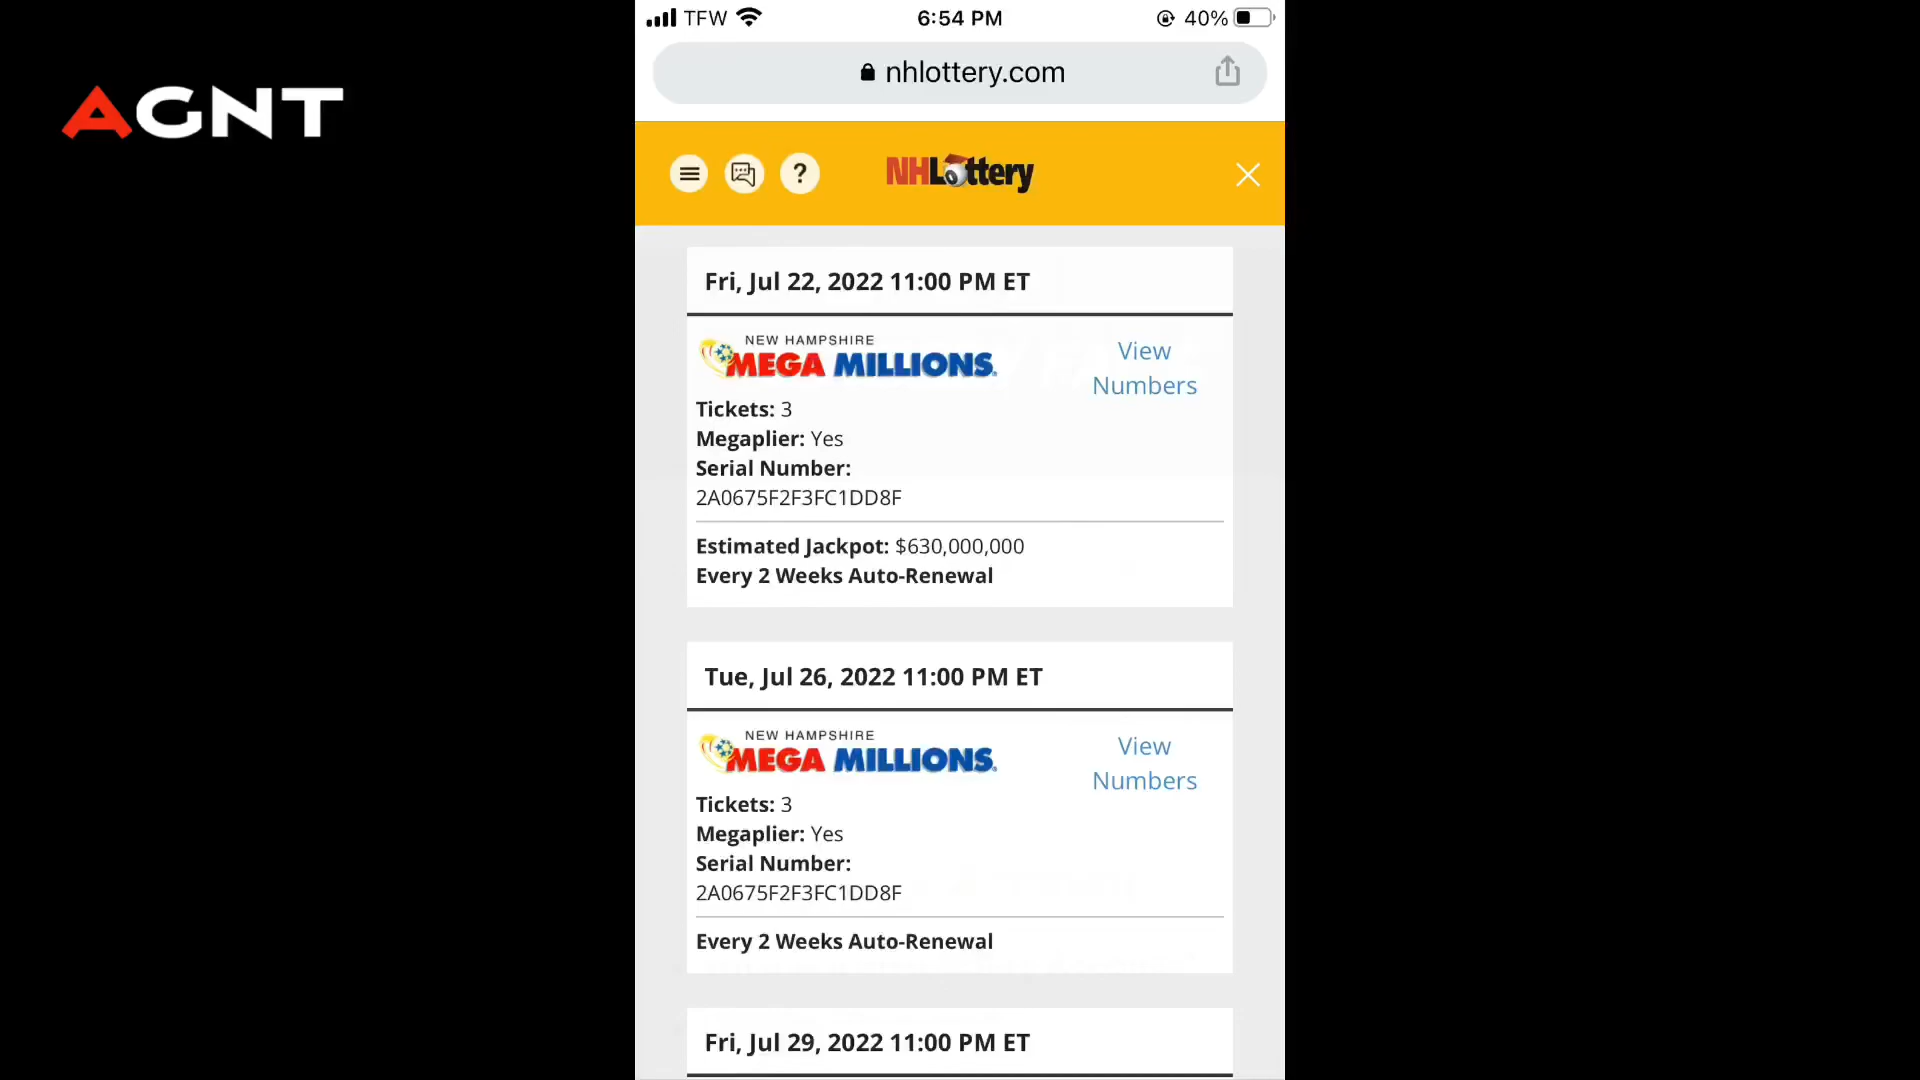 AGNT
TFW 6:54 PM 40%
nhlottery.com
? NHLottery
Fri, Jul 22, 2022 11:00 PM ET
NEW HAMPSHIRE
MEGA MILLIONS.
View
Numbers
Tickets: 3
Megaplier: Yes
Serial Number:
2A0675F2F3FC1DD8F
Estimated Jackpot: $630,000,000
Every 2 Weeks Auto-Renewal
Tue, Jul 26, 2022 11:00 PM ET
NEW HAMPSHIRE
MEGA MILLIONS.
View
Numbers
Tickets: 3
Megaplier: Yes
Serial Number:
2A0675F2F3FC1DD8F
Every 2 Weeks Auto-Renewal
Fri, Jul 29, 2022 11:00 PM ET